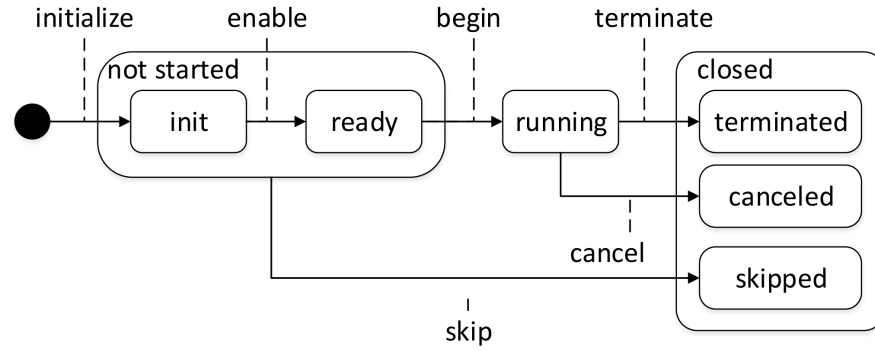 initialize
enable
begin
terminate
not started
closed
init
ready
running
terminated
canceled
cancel
skipped
skip